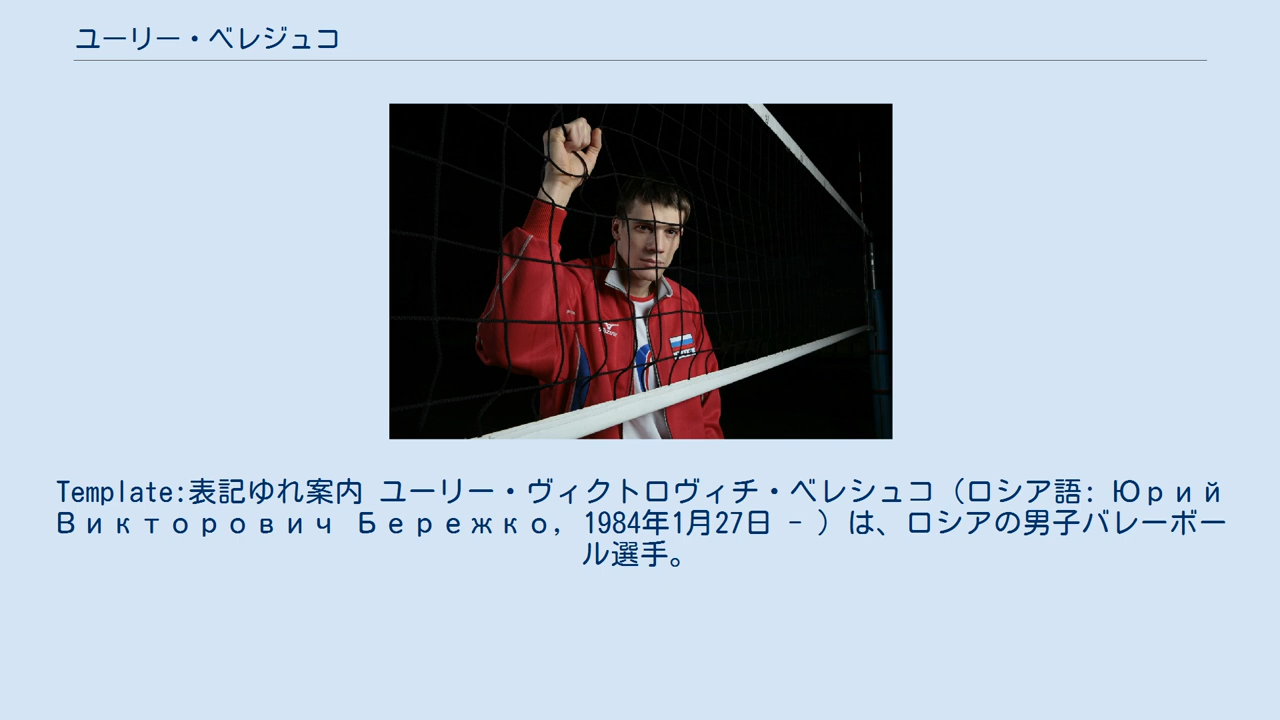 ユーリー・ベレジュコ
Template:表記ゆれ案内 ユーリー・ヴィクトロヴィチ・ベレシュコ（ロシア語: Юрий
Викторович Бережко, 1984年1月27日 - ）は、ロシアの男子バレーボー
ル選手。